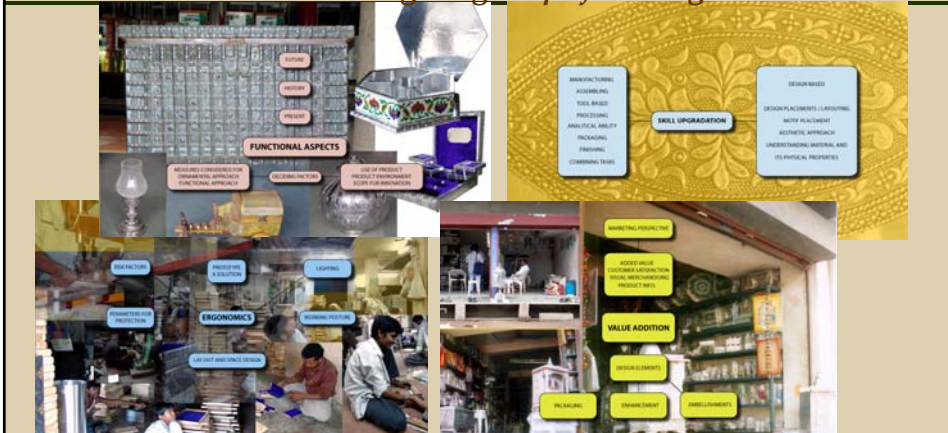 FUTURE
HISTORY
PRESENT
FUNCTIONAL ASPECTS
MEASURES CONSIDERED FOR
ORNAMENTAL APPROACH
FUNCTIONAL APPROACH
DECIDING FACTORS
USE OF PRODUCT
PRODUCT ENVIRONMENT
SCOPE FOR INNOVATION
MANUFACTURING
ASSEMBLING
TOOL BASED
PROCESSING
ANALYTICAL ABILITY
PACKAGING
FINISHING
COMBINING TASKS
SKILL UPGRADATION
DESIGN BASED
DESIGN PLACEMENTS / LAYOUTING
MOTIF PLACEMENT
AESTHETIC APPROACH
UNDERSTANDING MATERIAL AND
ITS PHYSICAL PROPERTIES
RISK FACTORS
PROTOTYPE
A SOLUTION
LIGHTING
PARAMETERS FOR
PROTECTION
ERGONOMICS
WORKING POSTURE
LAY OUT AND SPACE DESIGN
MARKETING PERSPECTIVE
ADDED VALUE
CUSTOMER SATISFACTION
VISUAL MERCHANDISING
PRODUCT INFO.
VALUE ADDITION
DESIGN ELEMENTS
PACKAGING
ENHANCEMENT
EMBELLISHMENTS